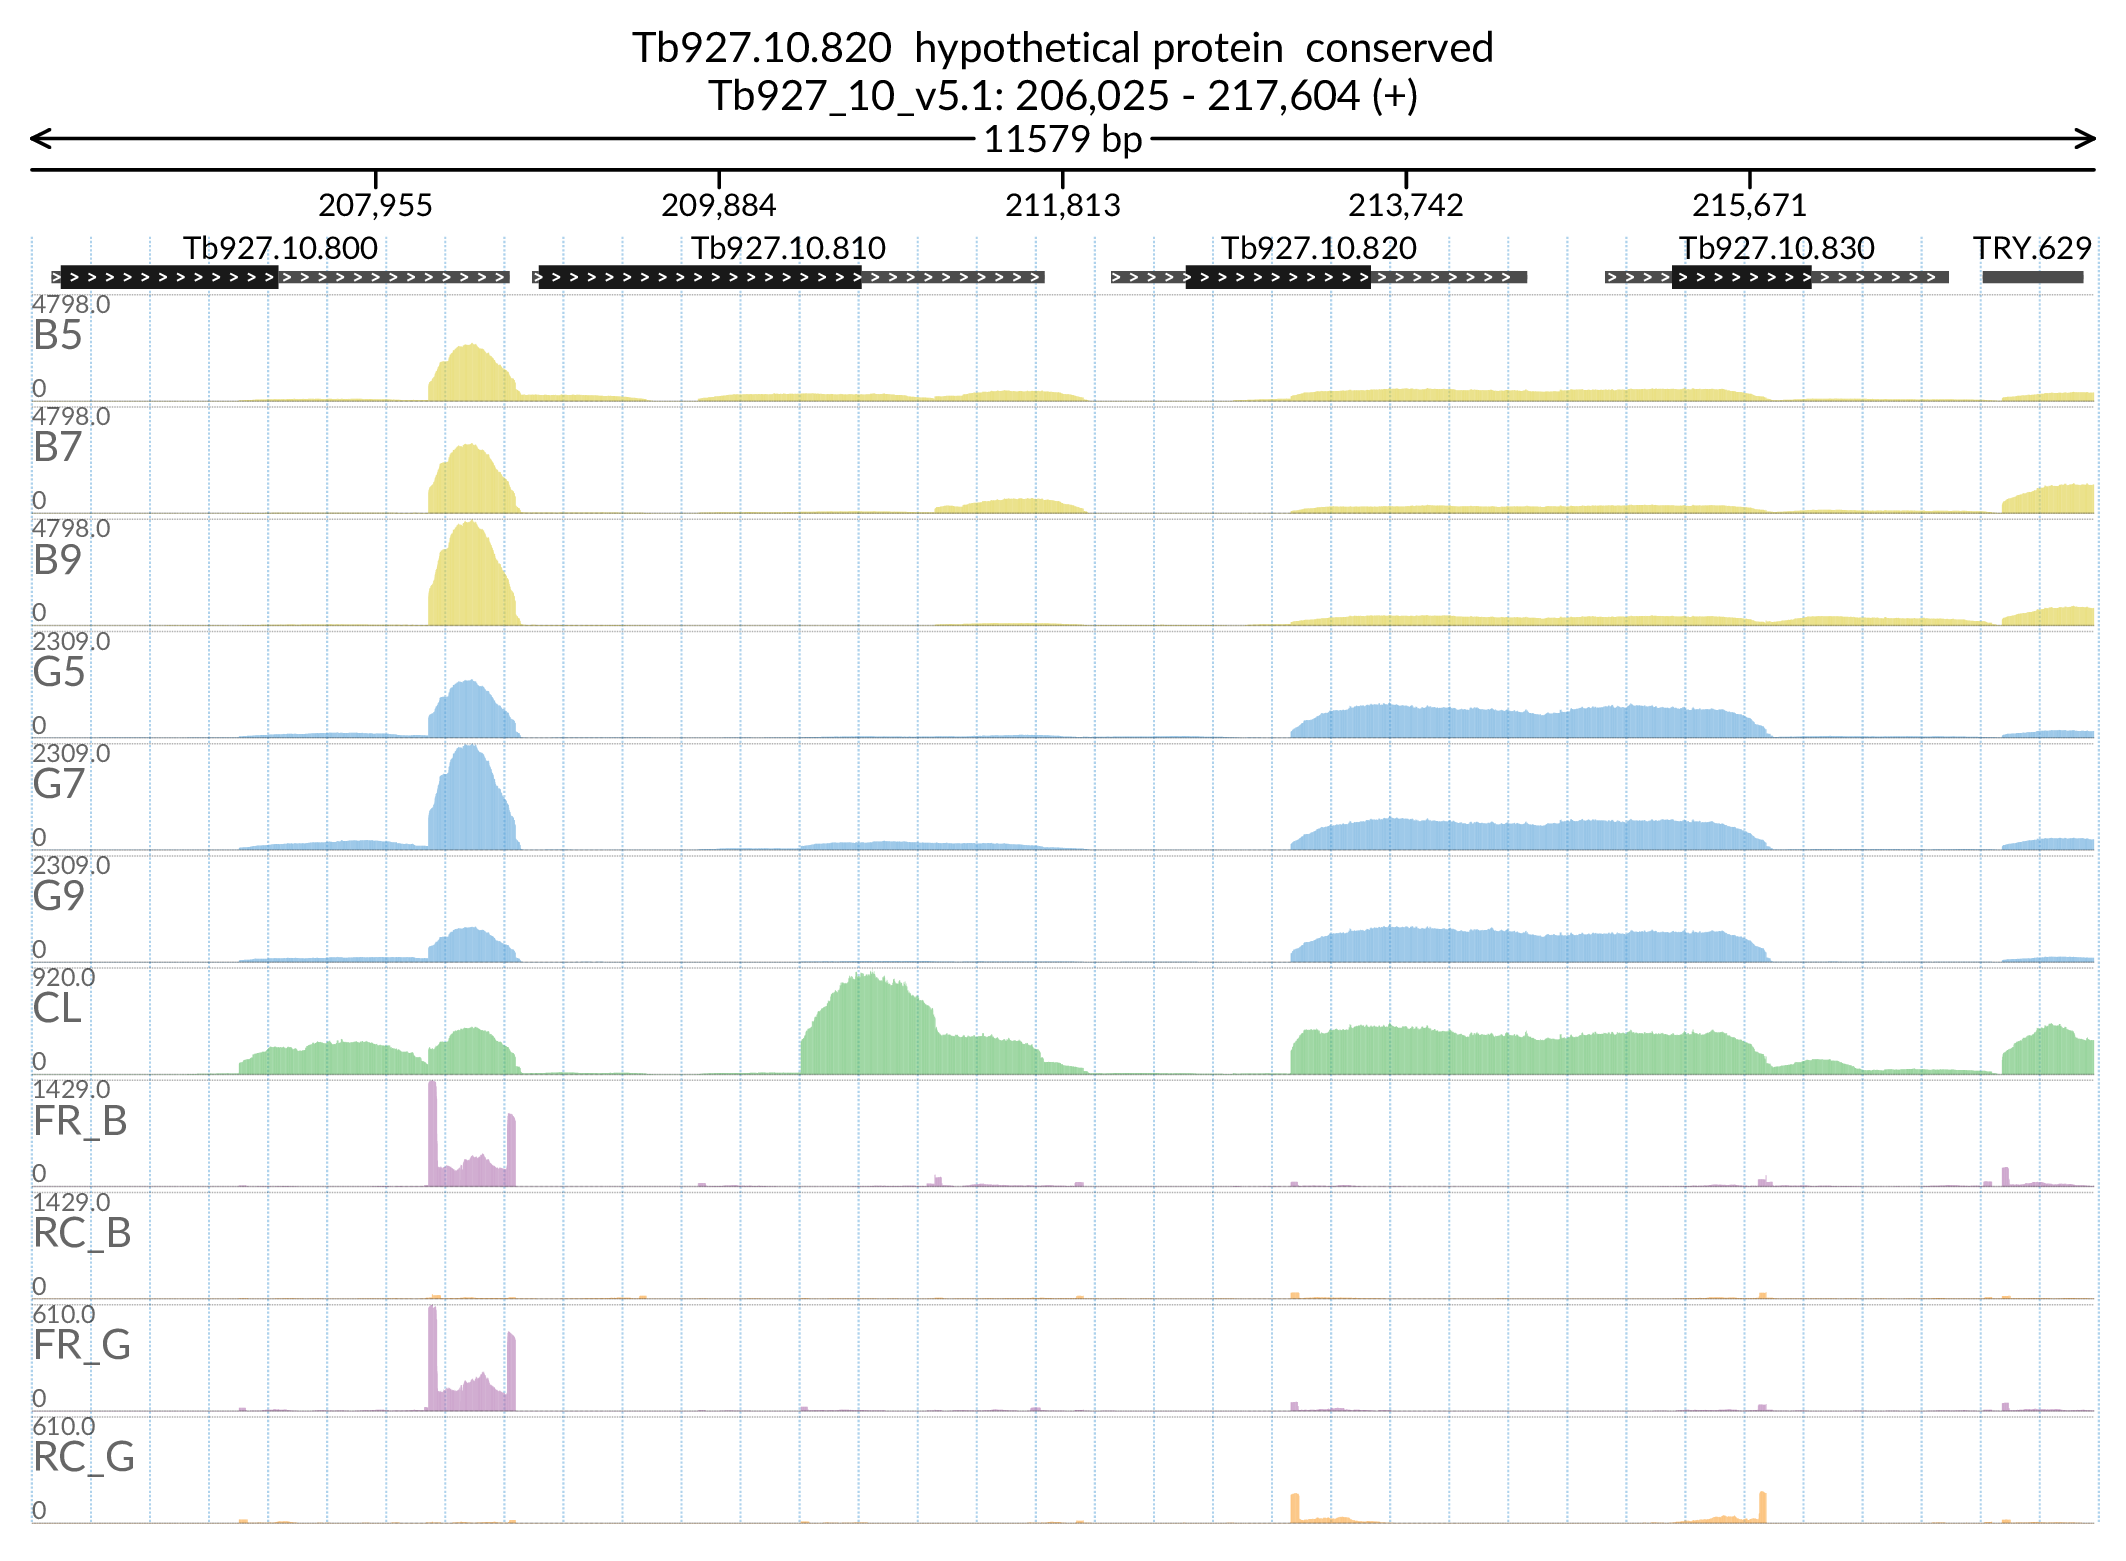 Tb927.10.820 hypothetical protein conserved
Tb927_10_v5.1: 206,025 - 217,604 (+)
11579 bp
207,955 209,884 211,813 213,742 215,671
Tb927.10.800 Tb927.10.810 Tb927.10.820 Tb927.10.830 TRY.629
4798.0
B5
0
4798.0
B7
0
4798.0
B9
0
2309.0
G5
0
2309.0
G7
0
2309.0
G9
0
920.0
CL
0
1429.0
FR_B
0
1429.0
RC_B
0
610.0
FR_G
0
610.0
RC_G
0